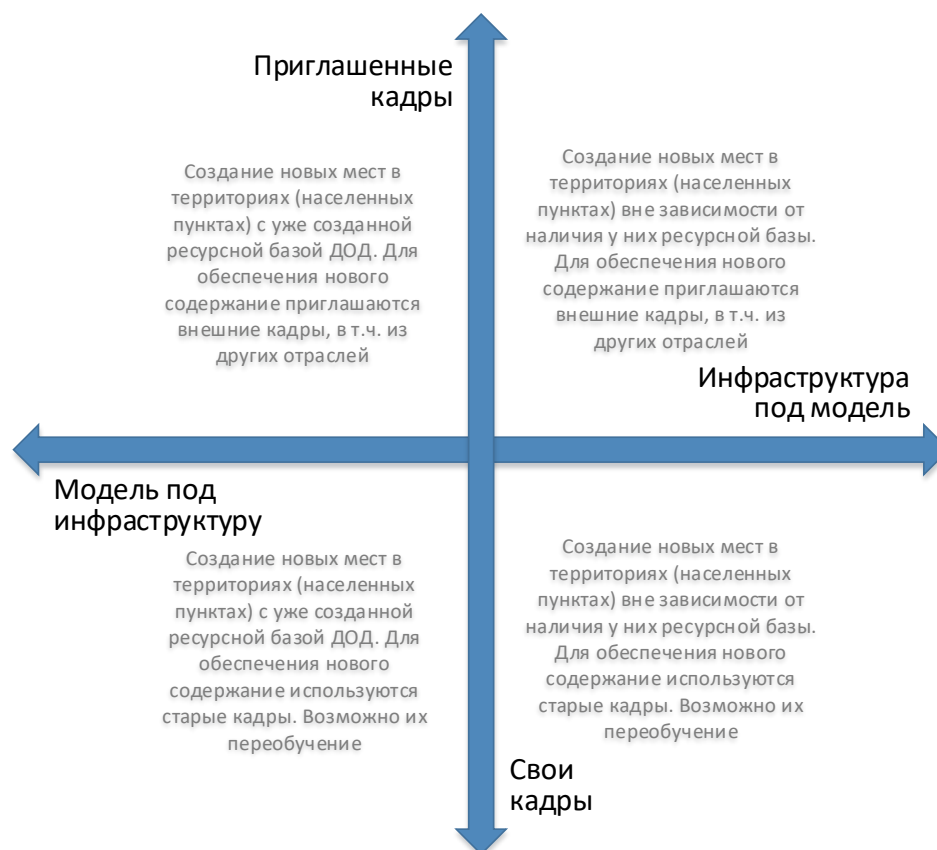 Приглашенные
кадры
Создание новых мест в
территориях (населенных
пунктах) с уже созданной
ресурсной базой ДОД. Для
обеспечения нового
содержание приглашаются
внешние кадры, в т.ч. из
других отраслей
Создание новых мест в
территориях (населенных
пунктах) вне зависимости от
наличия у них ресурсной базы.
Для обеспечения нового
содержание приглашаются
внешние кадры, в т.ч. из
других отраслей
Инфраструктура
под модель
Модель под
инфраструктуру
Создание новых мест в
территориях (населенных
пунктах) с уже созданной
ресурсной базой ДОД. Для
обеспечения нового
содержание используются
старые кадры. Возможно их
переобучение
Создание новых мест в
территориях (населенных
пунктах) вне зависимости от
наличия у них ресурсной базы.
Для обеспечения нового
содержание используются
старые кадры. Возможно их
переобучение
Свои
кадры